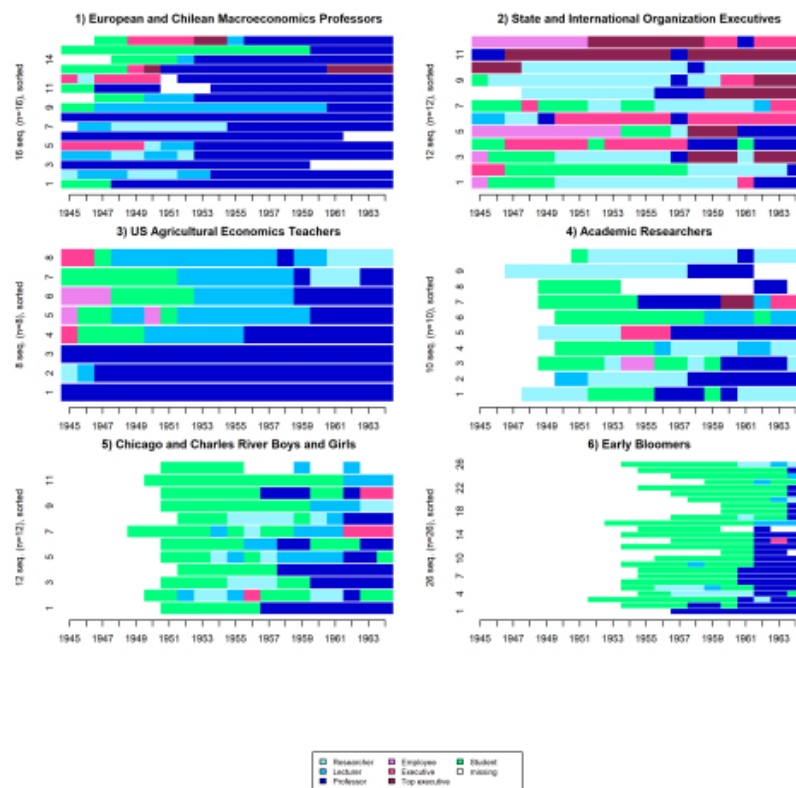 1) European and Chilean Macroeconomics Professors
16 seq. (n=16), sorted
14
11
9
7
5
3
1
1945 1947 1949 1951 1953 1955 1957 1959 1961 1963
2) State and International Organization Executives
12 seq. (n=12), sorted
11
9
7
5
3
1
1945 1947 1949 1951 1953 1955 1957 1959 1961 1963
3) US Agricultural Economics Teachers
8 seq. (n=8), sorted
8
7
6
5
4
3
2
1
1945 1947 1949 1951 1953 1955 1957 1959 1961 1963
4) Academic Researchers
10 seq. (n=10), sorted
9
8
7
6
5
4
3
2
1
1945 1947 1949 1951 1953 1955 1957 1959 1961 1963
5) Chicago and Charles River Boys and Girls
12 seq. (n=12), sorted
11
9
7
5
3
1
1945 1947 1949 1951 1953 1955 1957 1959 1961 1963
6) Early Bloomers
26 seq. (n=26), sorted
26
22
18
14
10
7
4
1
1945 1947 1949 1951 1953 1955 1957 1959 1961 1963
Researcher Employee Student
Lecturer Executive missing
Professor Top executive